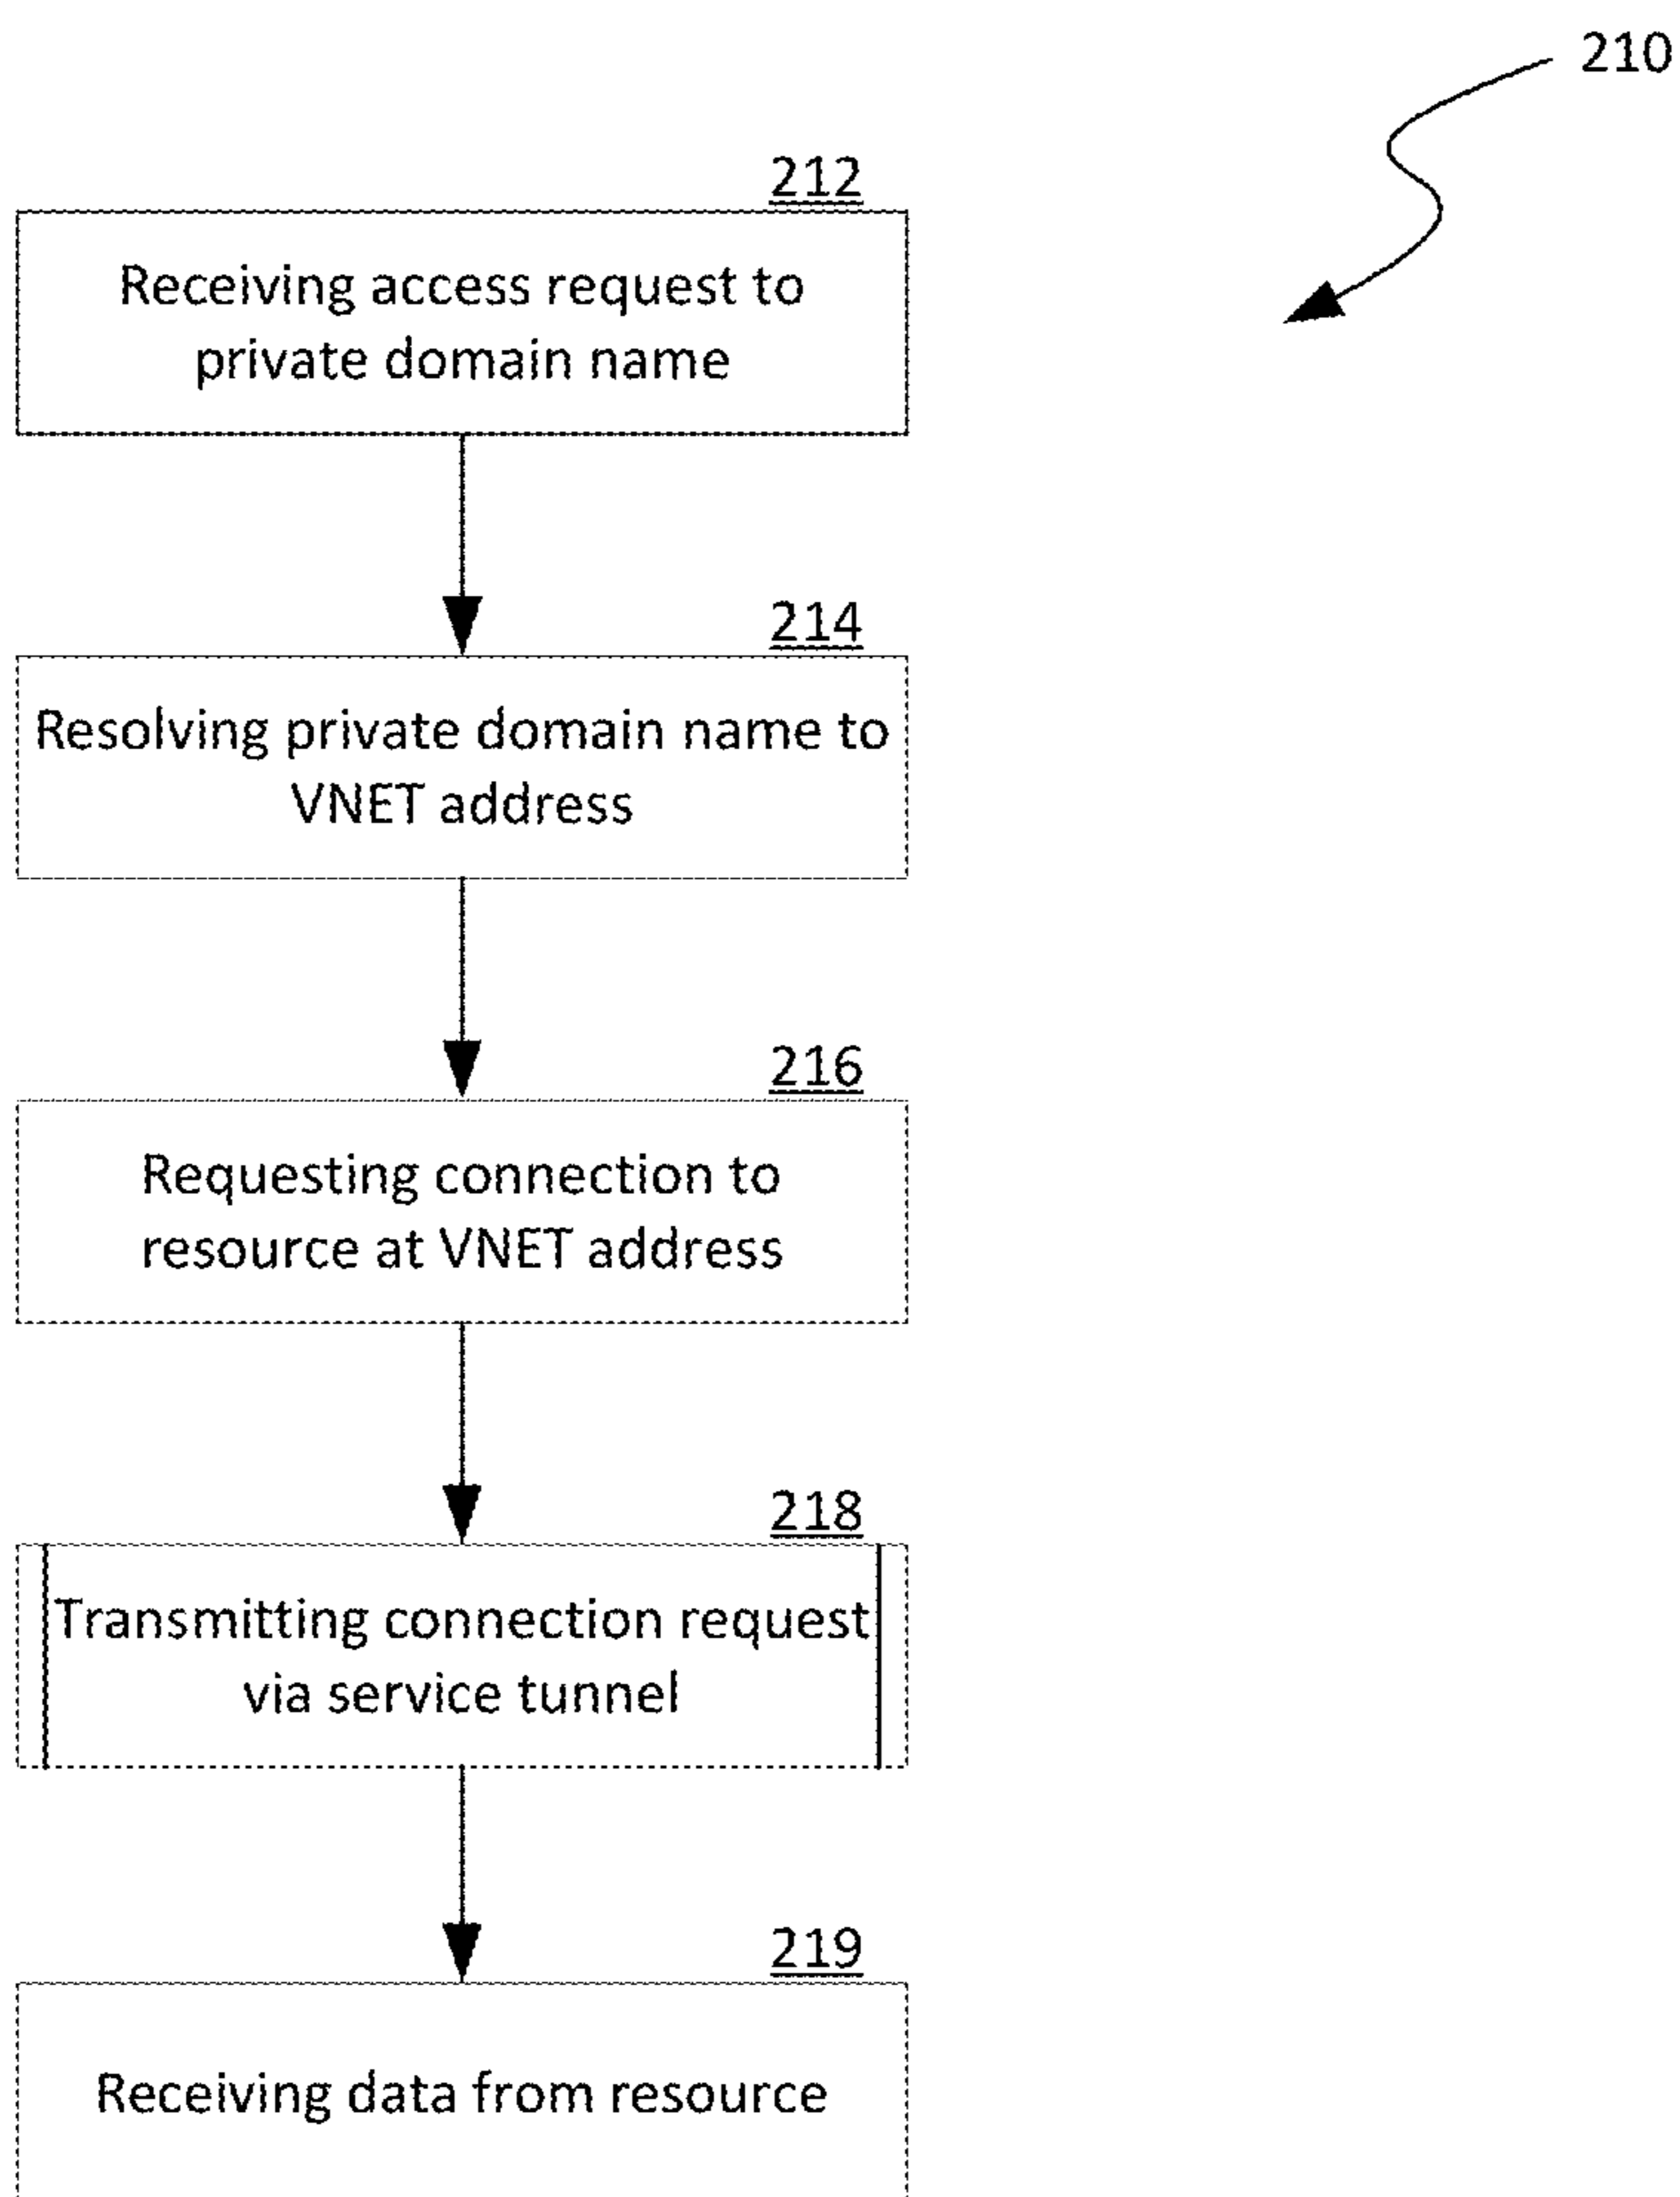 210
212
Receiving access request to
private domain name
214
Resolving private domain name to
VNET address
216
Requesting connection to
resource at VNET address
218
Transmitting connection request
via service tunnel
219
Receiving data from resource